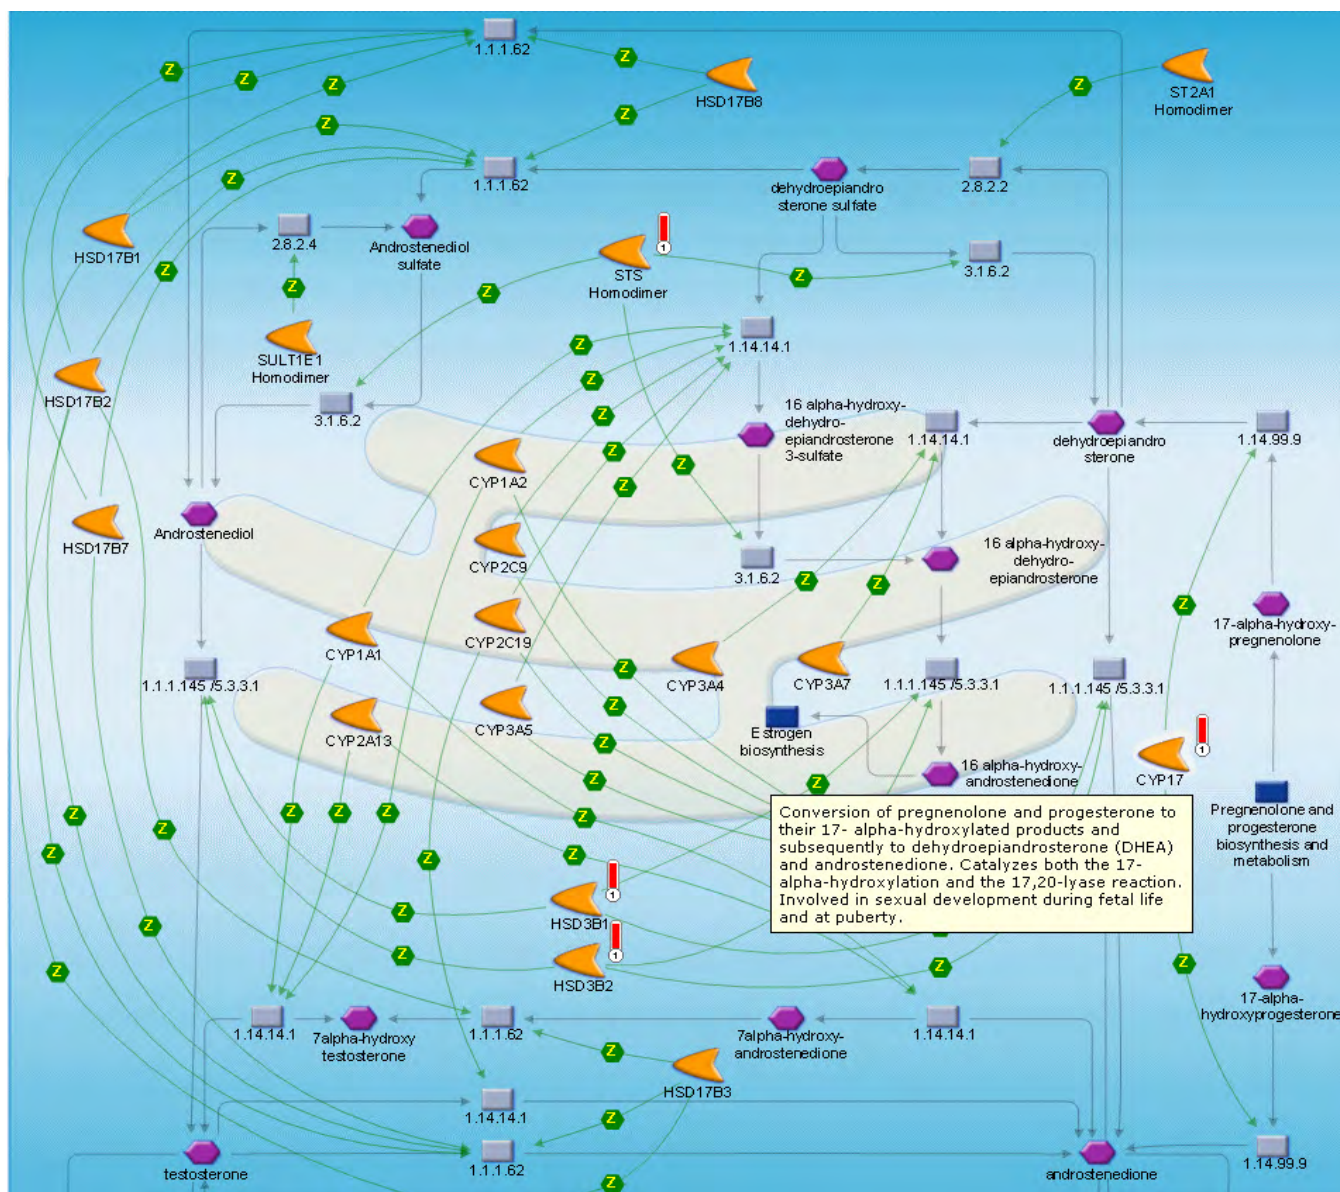 1.1.1.62
Z
Z
Z
Z
HSD17B8
Z
ST2A1
Homodimer
Z
Z
Z
1.1.1.62
dehydroepiandro
sterone sulfate
2.8.2.2
Z
Z
HSD17B1
2.8.2.4
Androstenediol
sulfate
1
STS
Homodimer
Z
3.1.6.2
Z
Z
Z
SULT1E1
Homodimer
1.14.14.1
Z
Z
HSD17B2
3.1.6.2
Z
Z
Z
16 alpha-hydroxy-
dehydro-
epiandrosterone
3-sulfate
1.14.14.1
dehydroepiandro
sterone
1.14.99.9
CYP1A2
Z
Z
Z
Z
Androstenediol
HSD17B7
CYP2C9
3.1.6.2
16 alpha-hydroxy-
dehydro-
epiandrosterone
Z
Z
Z
17-alpha-hydroxy-
pregnenolone
Z
CYP1A1
CYP2C19
Z
CYP3A4
CYP3A7
1.1.1.145 /5.3.3.1
1.1.1.145 /5.3.3.1
1.1.1.145 /5.3.3.1
CYP2A13
CYP3A5
Z
Estrogen
biosynthesis
Z
1
CYP17
16 alpha-hydroxy-
androstenedione
Pregnenolone and
progesterone
biosynthesis and
metabolism
Conversion of pregnenolone and progesterone to
their 17- alpha-hydroxylated products and
subsequently to dehydroepiandrosterone (DHEA)
and androstenedione. Catalyzes both the 17-
alpha-hydroxylation and the 17,20-lyase reaction.
Involved in sexual development during fetal life
and at puberty.
Z
Z
Z
Z
Z
Z
Z
Z
Z
Z
Z
Z
Z
1
HSD3B1
Z
Z
Z
1
HSD3B2
Z
Z
Z
17-alpha-
hydroxyprogesterone
1.14.14.1
7alpha-hydroxy
testosterone
1.1.1.62
7alpha-hydroxy-
androstenedione
1.14.14.1
Z
HSD17B3
1.14.14.1
Z
testosterone
1.1.1.62
androstenedione
1.14.99.9
Z